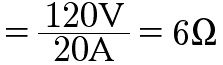 = 120V / 20A = 6Ω